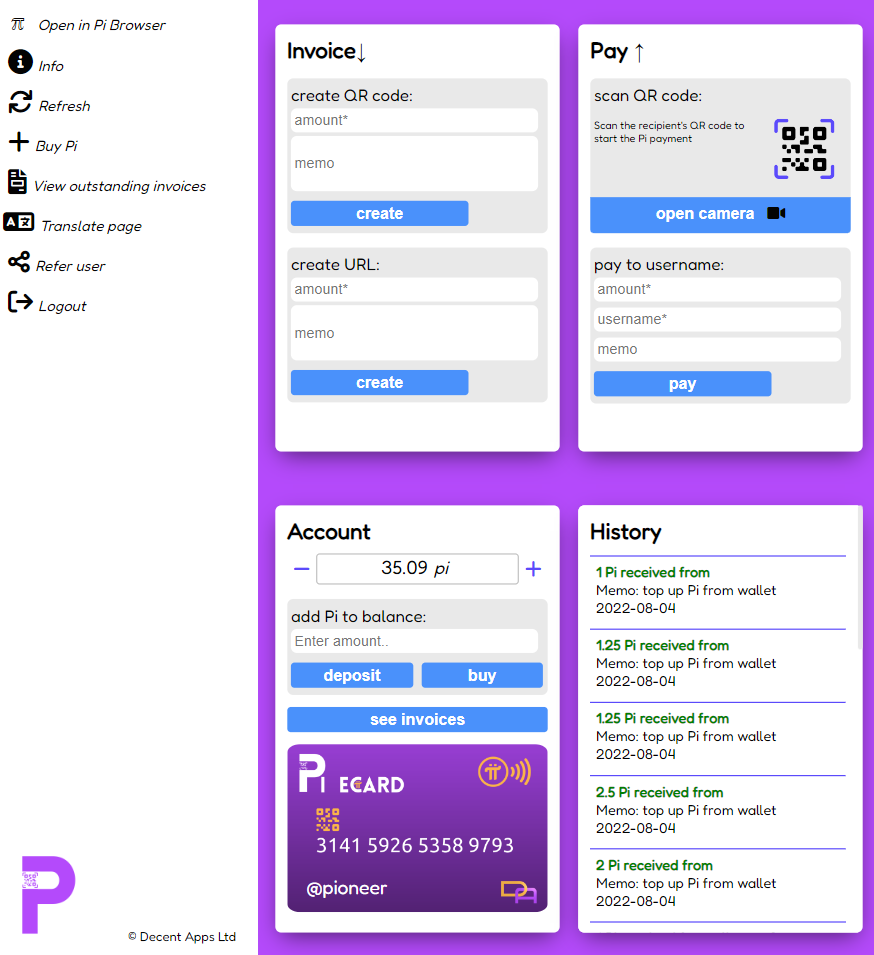 Open in Pi Browser
Info
Refresh
Buy Pi
View outstanding invoices
Translate page
Refer user
Logout
© Decent Apps Ltd
Invoice↓
create QR code:
amount*
memo
create
create URL:
amount*
memo
create
Pay ↑
scan QR code:
Scan the recipient's QR code to
start the Pi payment
open camera
pay to username:
amount*
username*
memo
pay
Account
− 35.09 pi +
add Pi to balance:
Enter amount..
deposit buy
see invoices
Pi ECARD
3141 5926 5358 9793
@pioneer
DA
History
1 Pi received from
Memo: top up Pi from wallet
2022-08-04
1.25 Pi received from
Memo: top up Pi from wallet
2022-08-04
1.25 Pi received from
Memo: top up Pi from wallet
2022-08-04
2.5 Pi received from
Memo: top up Pi from wallet
2022-08-04
2 Pi received from
Memo: top up Pi from wallet
2022-08-04